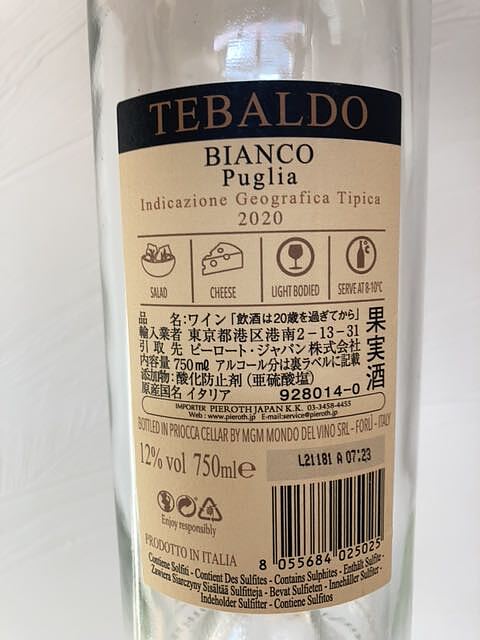 TEBALDO
BIANCO
Puglia
Indicazione Geografica Tipica
2020
SALAD
CHEESE
LIGHT BODIED
SERVE AT 8-10°C
品名:ワイン「飲酒は20歳を過ぎてから」
輸入業者 東京都港区港南2-13-31
引取先 ピーロート・ジャパン株式会社
内容量 750mℓ アルコール分は裏ラベルに記載
添加物:酸化防止剤(亜硫酸塩)
原産国名 イタリア 928014-0
果実酒
IMPORTER PIEROTH JAPAN K.K. 03-3458-4455
Web : www.pieroth.jp E-mail:service@pieroth.jp
BOTTLED IN PRIOCCA CELLAR BY MGM MONDO DEL VINO SRL - FORLÌ - ITALY
12% vol 750ml e
L21181 A 07:23
Enjoy responsibly
PRODOTTO IN ITALIA
8 055684 025025
Contiene Solfiti - Contient Des Sulfites - Contains Sulphites - Enthält Sulfite -
Zawiera Siarczyny Sisältää Sulfitteja - Bevat Sulfieten - Innehåller Sulfiter -
Indeholder Sulfitter - Contiene Sulfitos